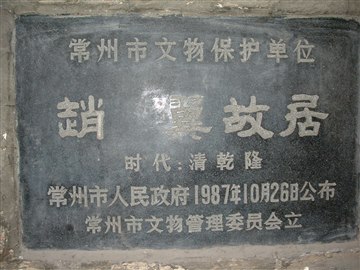 常州市文物保护单位
趙翼故居
时代:清乾隆
常州市人民政府1987年10月26日公布
常州市文物管理委员会立